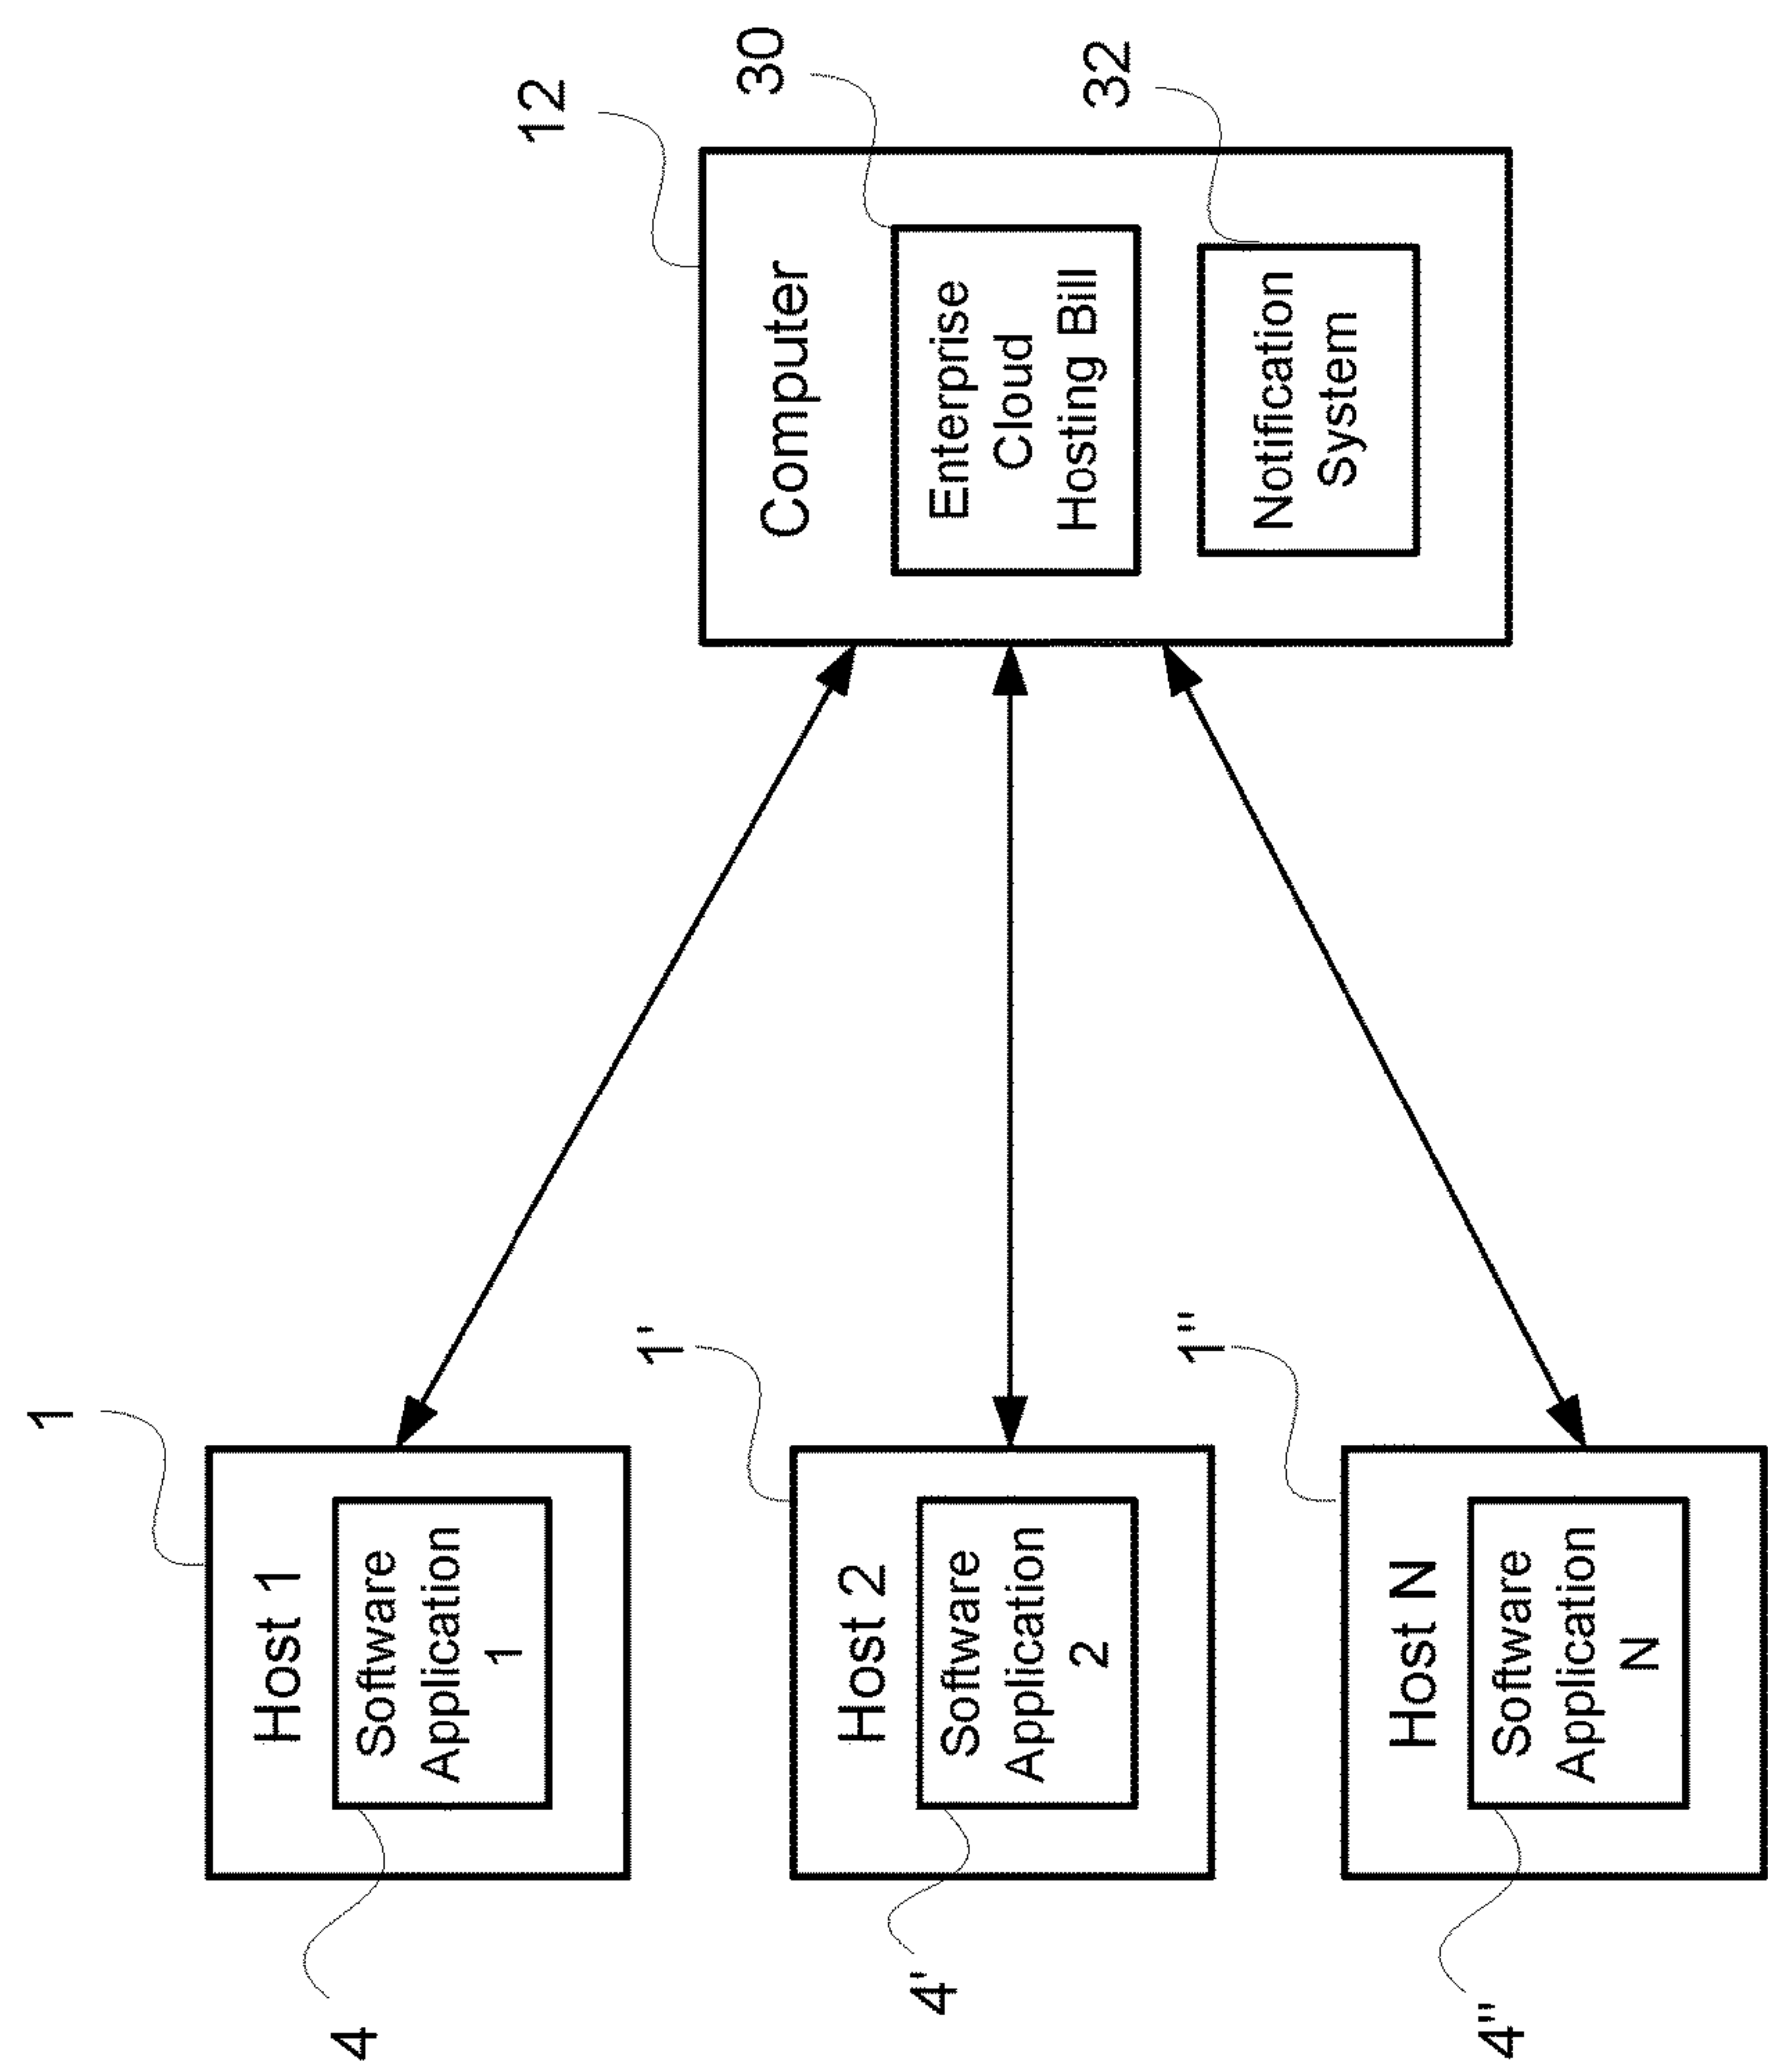 1
Host 1
Software
Application
1
4
1'
Host 2
Software
Application
2
4'
1"
Host N
Software
Application
N
4"
12
Computer
30
Enterprise
Cloud
Hosting Bill
32
Notification
System